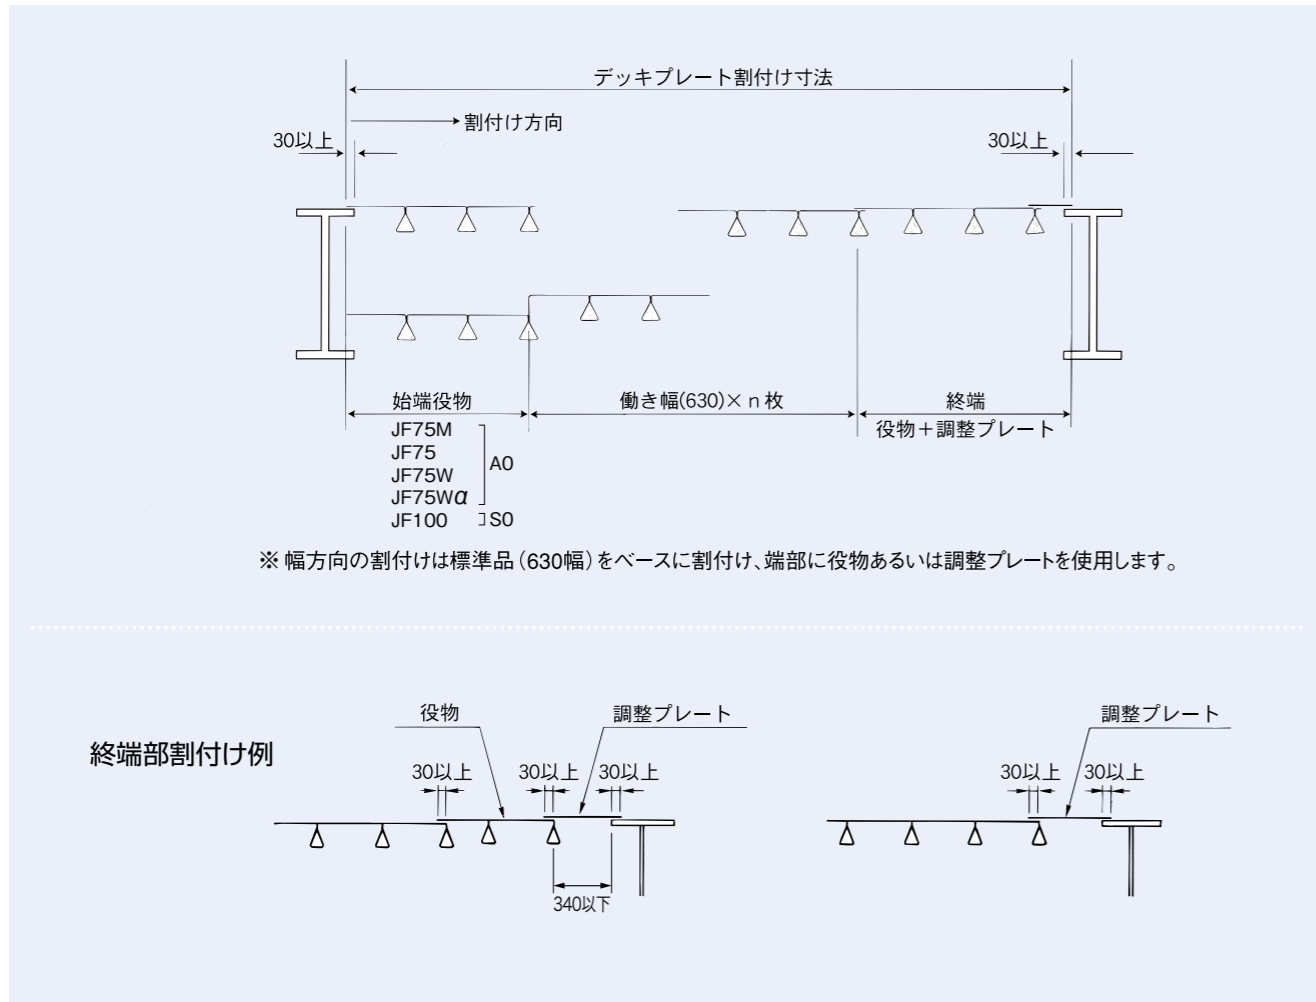 デッキプレート割付け寸法
割付け方向
30以上
30以上
始端役物
働き幅(630)×n枚
終端
役物＋調整プレート
JF75M
JF75
JF75W
JF75Wα
A0
JF100
S0
※ 幅方向の割付けは標準品（630幅）をベースに割付け、端部に役物あるいは調整プレートを使用します。
終端部割付け例
役物
調整プレート
30以上
30以上
30以上
340以下
調整プレート
30以上
30以上